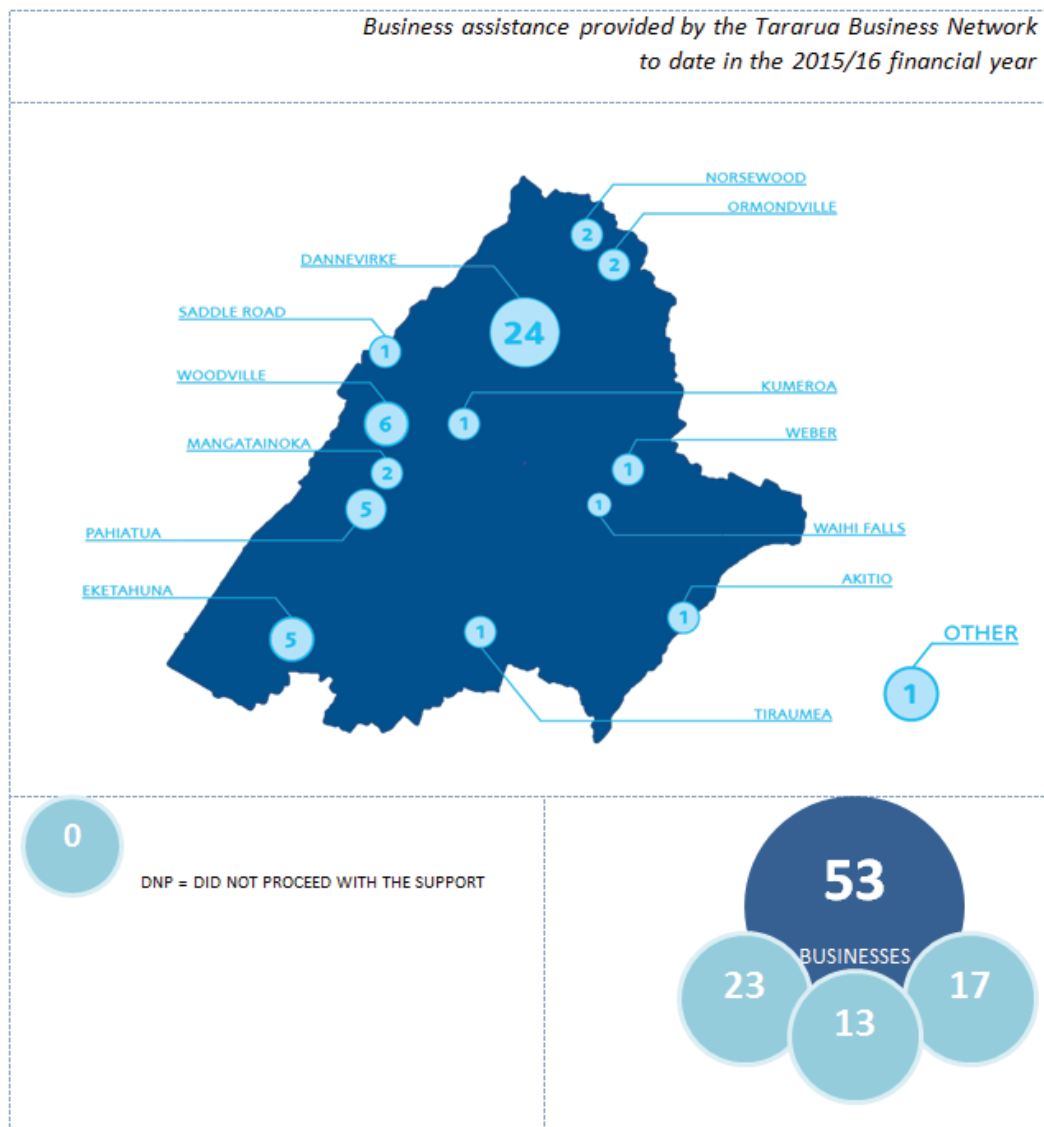 Business assistance provided by the Tararua Business Network
to date in the 2015/16 financial year
NORSEWOOD
2
ORMONDVILLE
2
DANNEVIRKE
24
SADDLE ROAD
1
WOODVILLE
6
KUMEROA
1
MANGATAINOKA
2
WEBER
1
PAHIATUA
5
WAIHI FALLS
1
EKETAHUNA
5
AKITIO
1
TIRAUMEA
1
OTHER
1
0
DNP = DID NOT PROCEED WITH THE SUPPORT
53
BUSINESSES
23
13
17